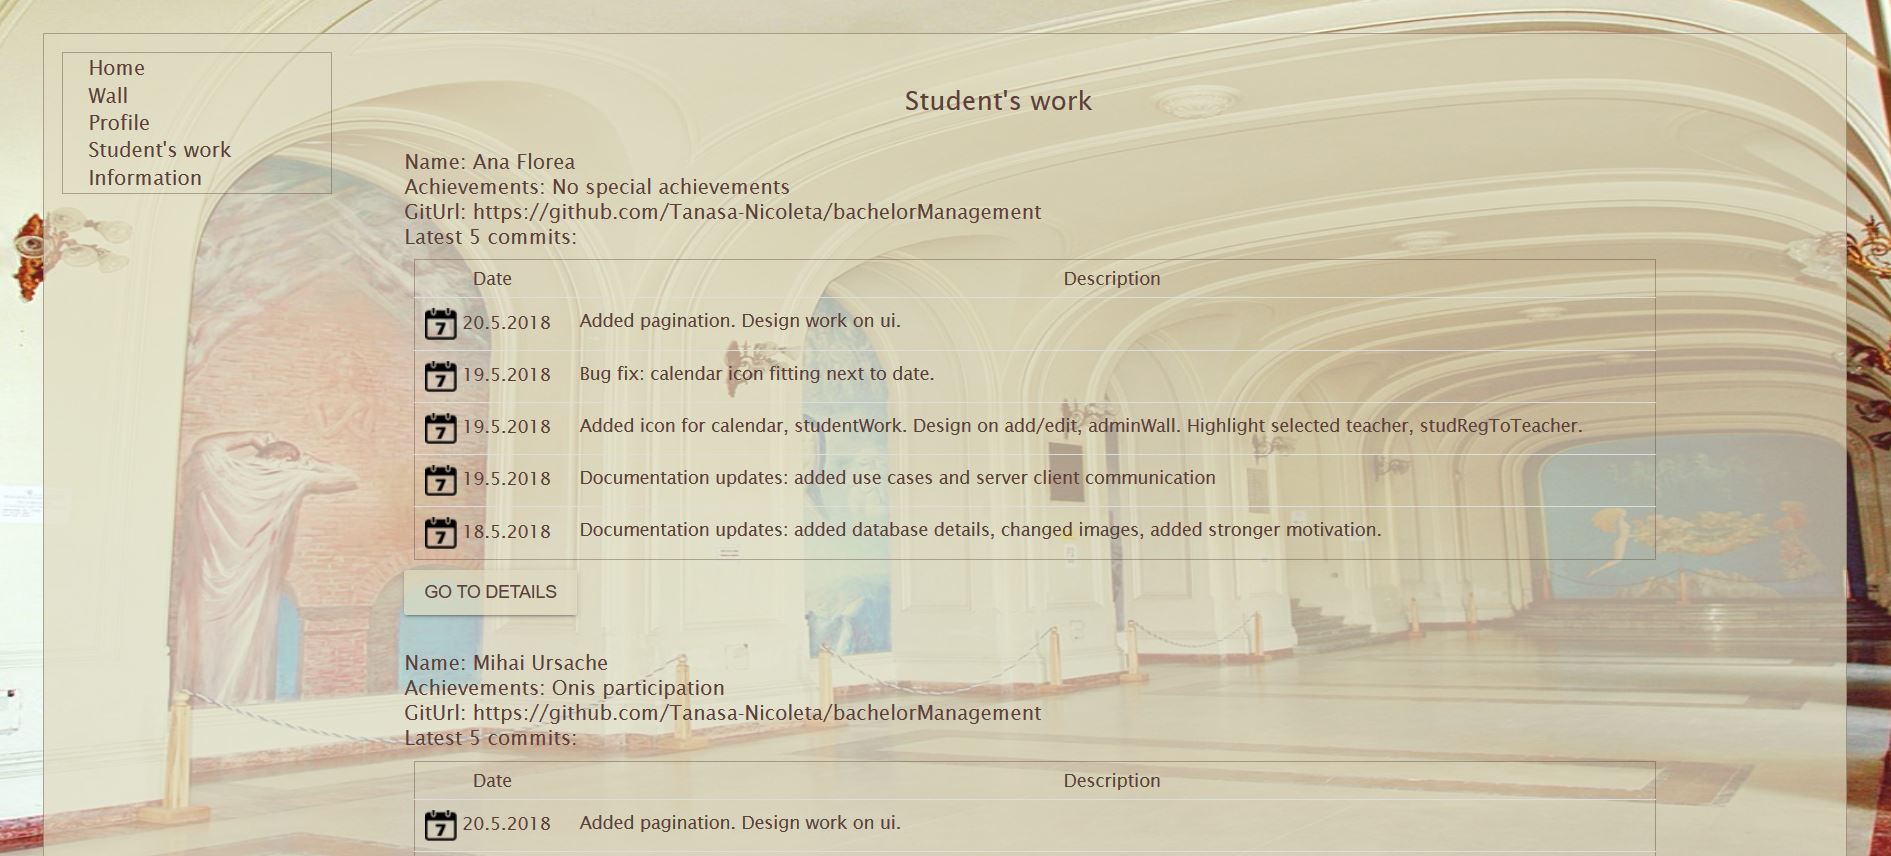 Home
Wall
Profile
Student's work
Information
Student's work
Name: Ana Florea
Achievements: No special achievements
GitUrl: https://github.com/Tanasa-Nicoleta/bachelorManagement
Latest 5 commits:
Date Description
7 20.5.2018 Added pagination. Design work on ui.
7 19.5.2018 Bug fix: calendar icon fitting next to date.
7 19.5.2018 Added icon for calendar, studentWork. Design on add/edit, adminWall. Highlight selected teacher, studRegToTeacher.
7 19.5.2018 Documentation updates: added use cases and server client communication
7 18.5.2018 Documentation updates: added database details, changed images, added stronger motivation.
GO TO DETAILS
Name: Mihai Ursache
Achievements: Onis participation
GitUrl: https://github.com/Tanasa-Nicoleta/bachelorManagement
Latest 5 commits:
Date Description
7 20.5.2018 Added pagination. Design work on ui.